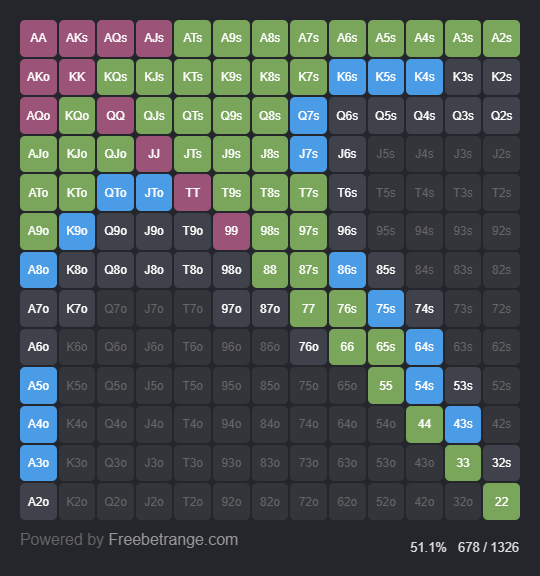 AA AKs AQs AJs ATs A9s A8s A7s A6s A5s A4s A3s A2s
AKo KK KQs KJs KTs K9s K8s K7s K6s K5s K4s K3s K2s
AQo KQo QQ QJs QTs Q9s Q8s Q7s Q6s Q5s Q4s Q3s Q2s
AJo KJo QJo JJ JTs J9s J8s J7s J6s J5s J4s J3s J2s
ATo KTo QTo JTo TT T9s T8s T7s T6s T5s T4s T3s T2s
A9o K9o Q9o J9o T9o 99 98s 97s 96s 95s 94s 93s 92s
A8o K8o Q8o J8o T8o 98o 88 87s 86s 85s 84s 83s 82s
A7o K7o Q7o J7o T7o 97o 87o 77 76s 75s 74s 73s 72s
A6o K6o Q6o J6o T6o 96o 86o 76o 66 65s 64s 63s 62s
A5o K5o Q5o J5o T5o 95o 85o 75o 65o 55 54s 53s 52s
A4o K4o Q4o J4o T4o 94o 84o 74o 64o 54o 44 43s 42s
A3o K3o Q3o J3o T3o 93o 83o 73o 63o 53o 43o 33 32s
A2o K2o Q2o J2o T2o 92o 82o 72o 62o 52o 42o 32o 22
Powered by Freebetrange.com
51.1% 678 / 1326